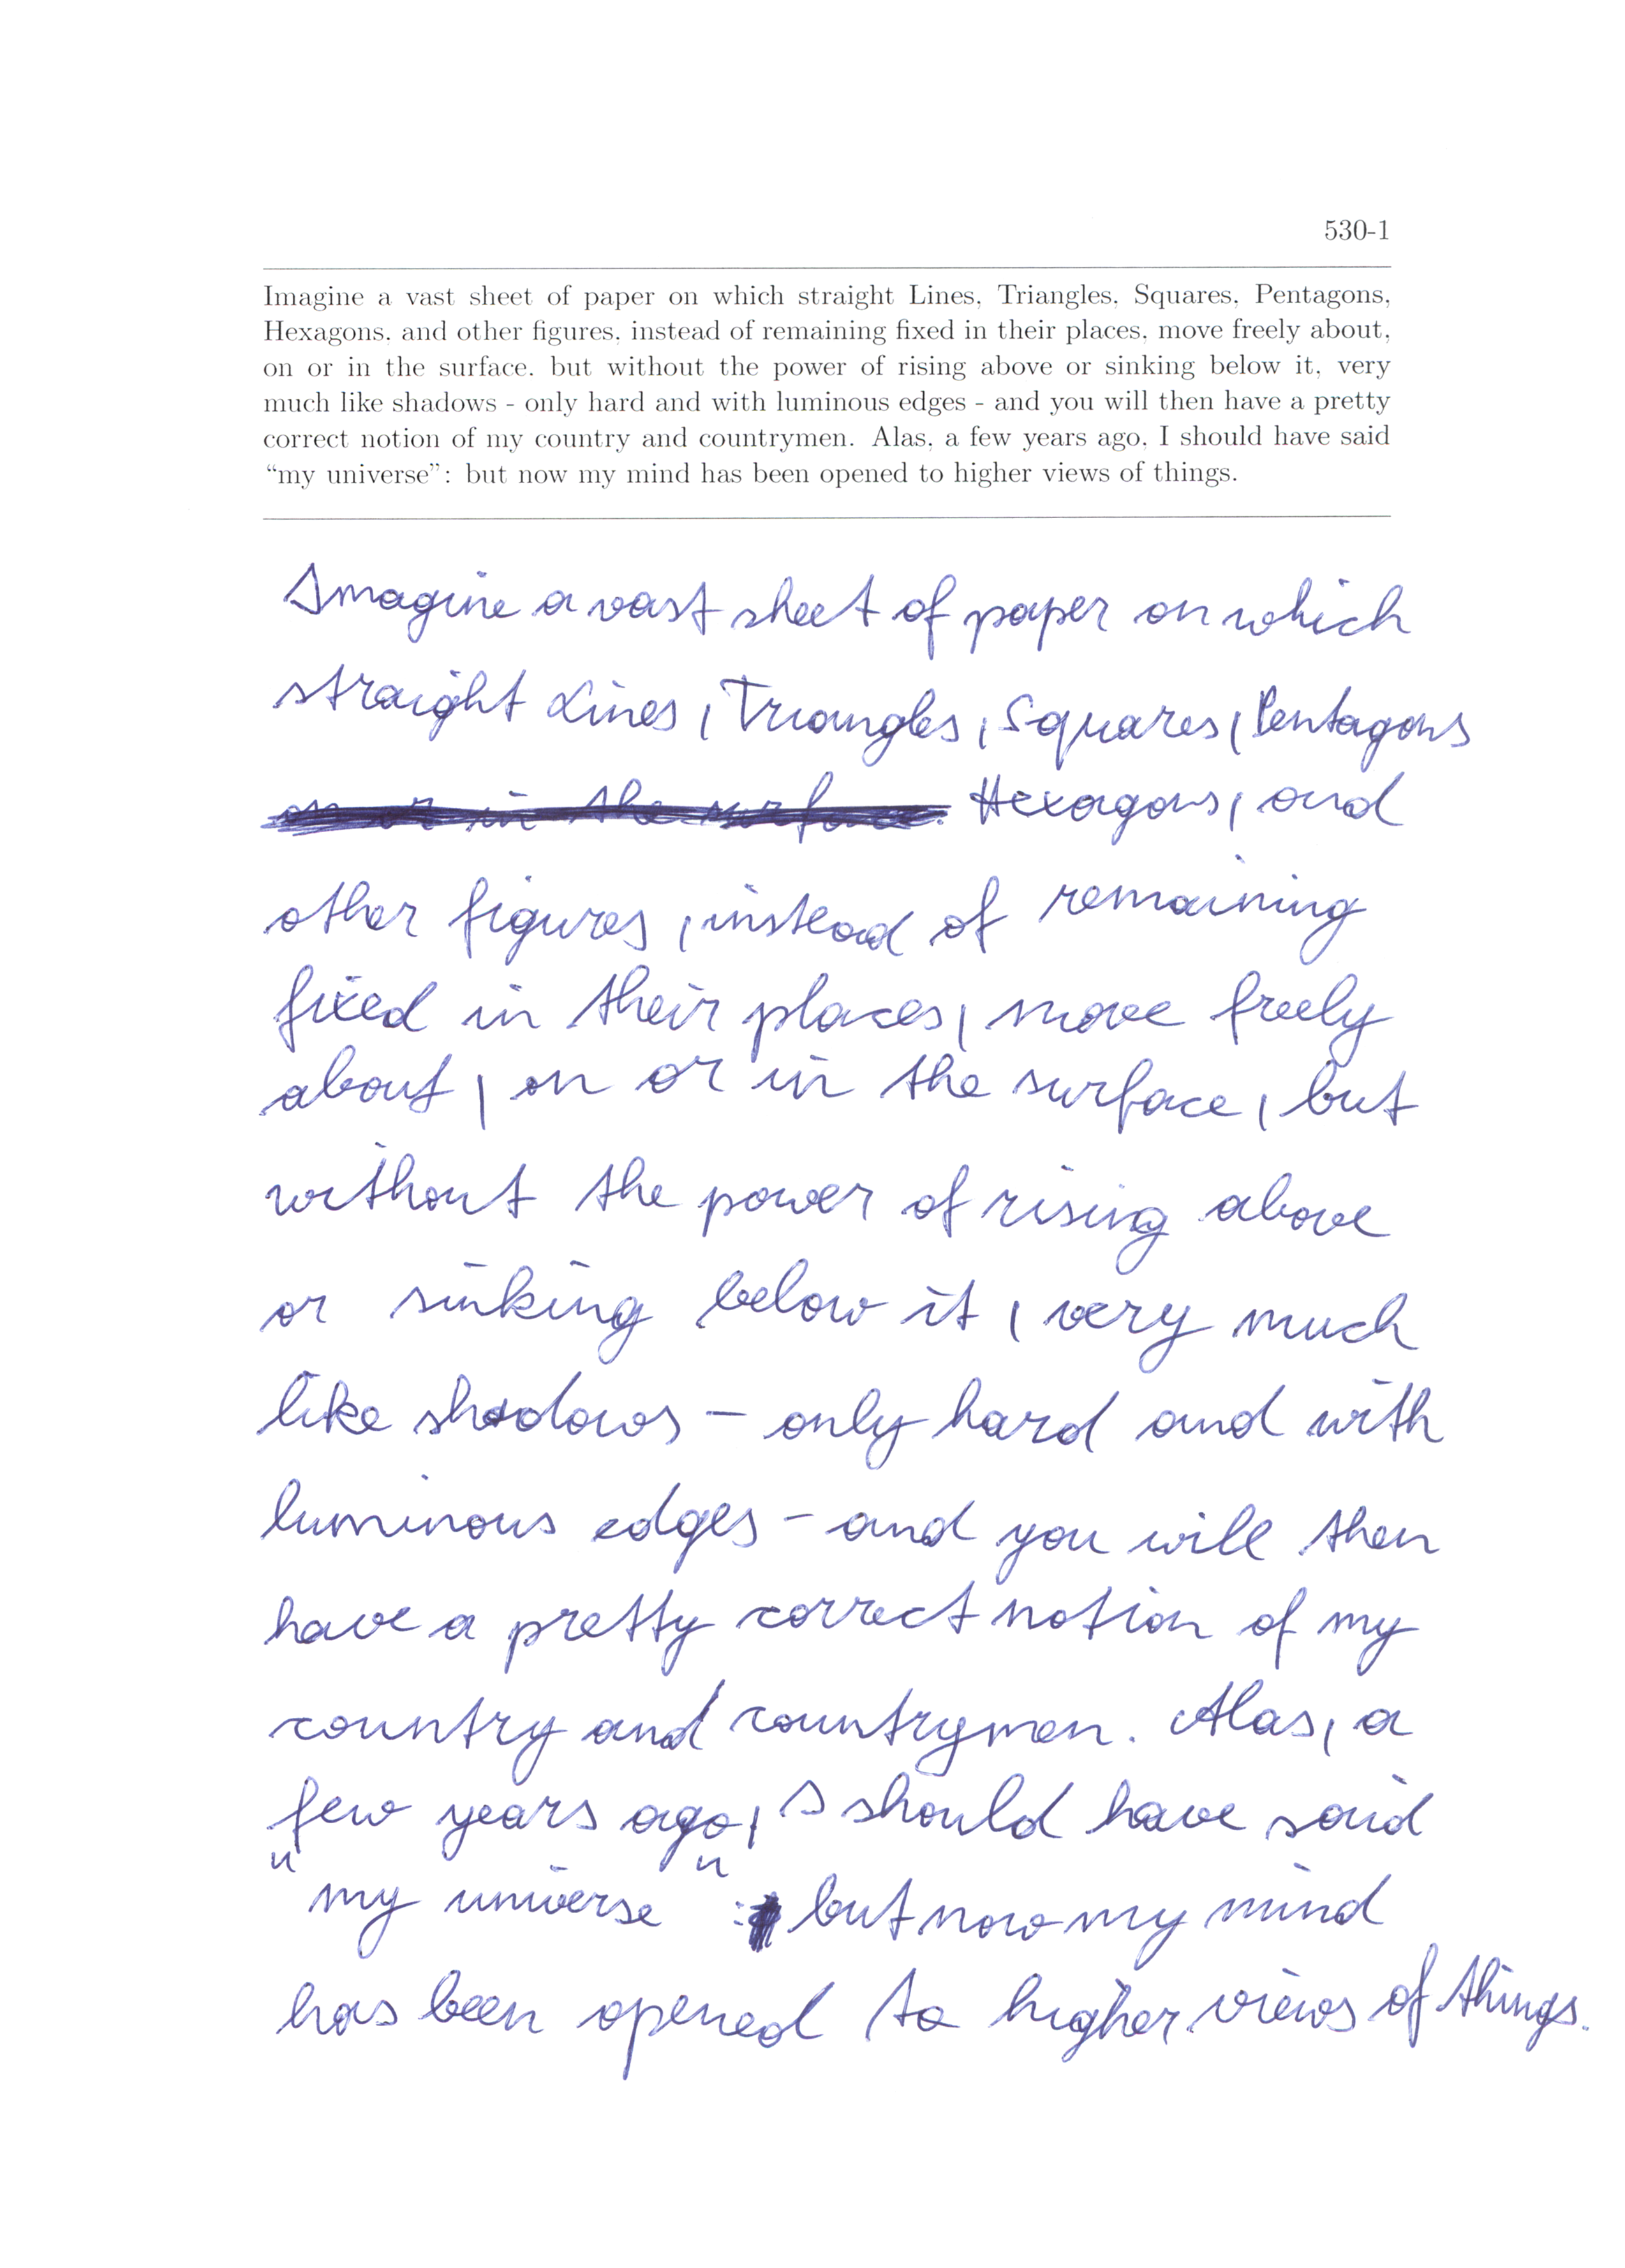 530-1
Imagine a vast sheet of paper on which straight Lines, Triangles, Squares, Pentagons,
Hexagons, and other figures, instead of remaining fixed in their places, move freely about,
on or in the surface, but without the power of rising above or sinking below it, very
much like shadows - only hard and with luminous edges - and you will then have a pretty
correct notion of my country and countrymen. Alas, a few years ago, I should have said
“my universe”: but now my mind has been opened to higher views of things.
Imagine a vast sheet of paper on which
straight Lines, Triangles, Squares, Pentagons
on or in the surface. Hexagons, and
other figures, instead of remaining
fixed in their places, move freely
about, on or in the surface, but
without the power of rising above
or sinking below it, very much
like shadows - only hard and with
luminous edges - and you will then
have a pretty correct notion of my
country and countrymen. Alas, a
few years ago, I should have said
"my universe": but now my mind
has been opened to higher views of things.